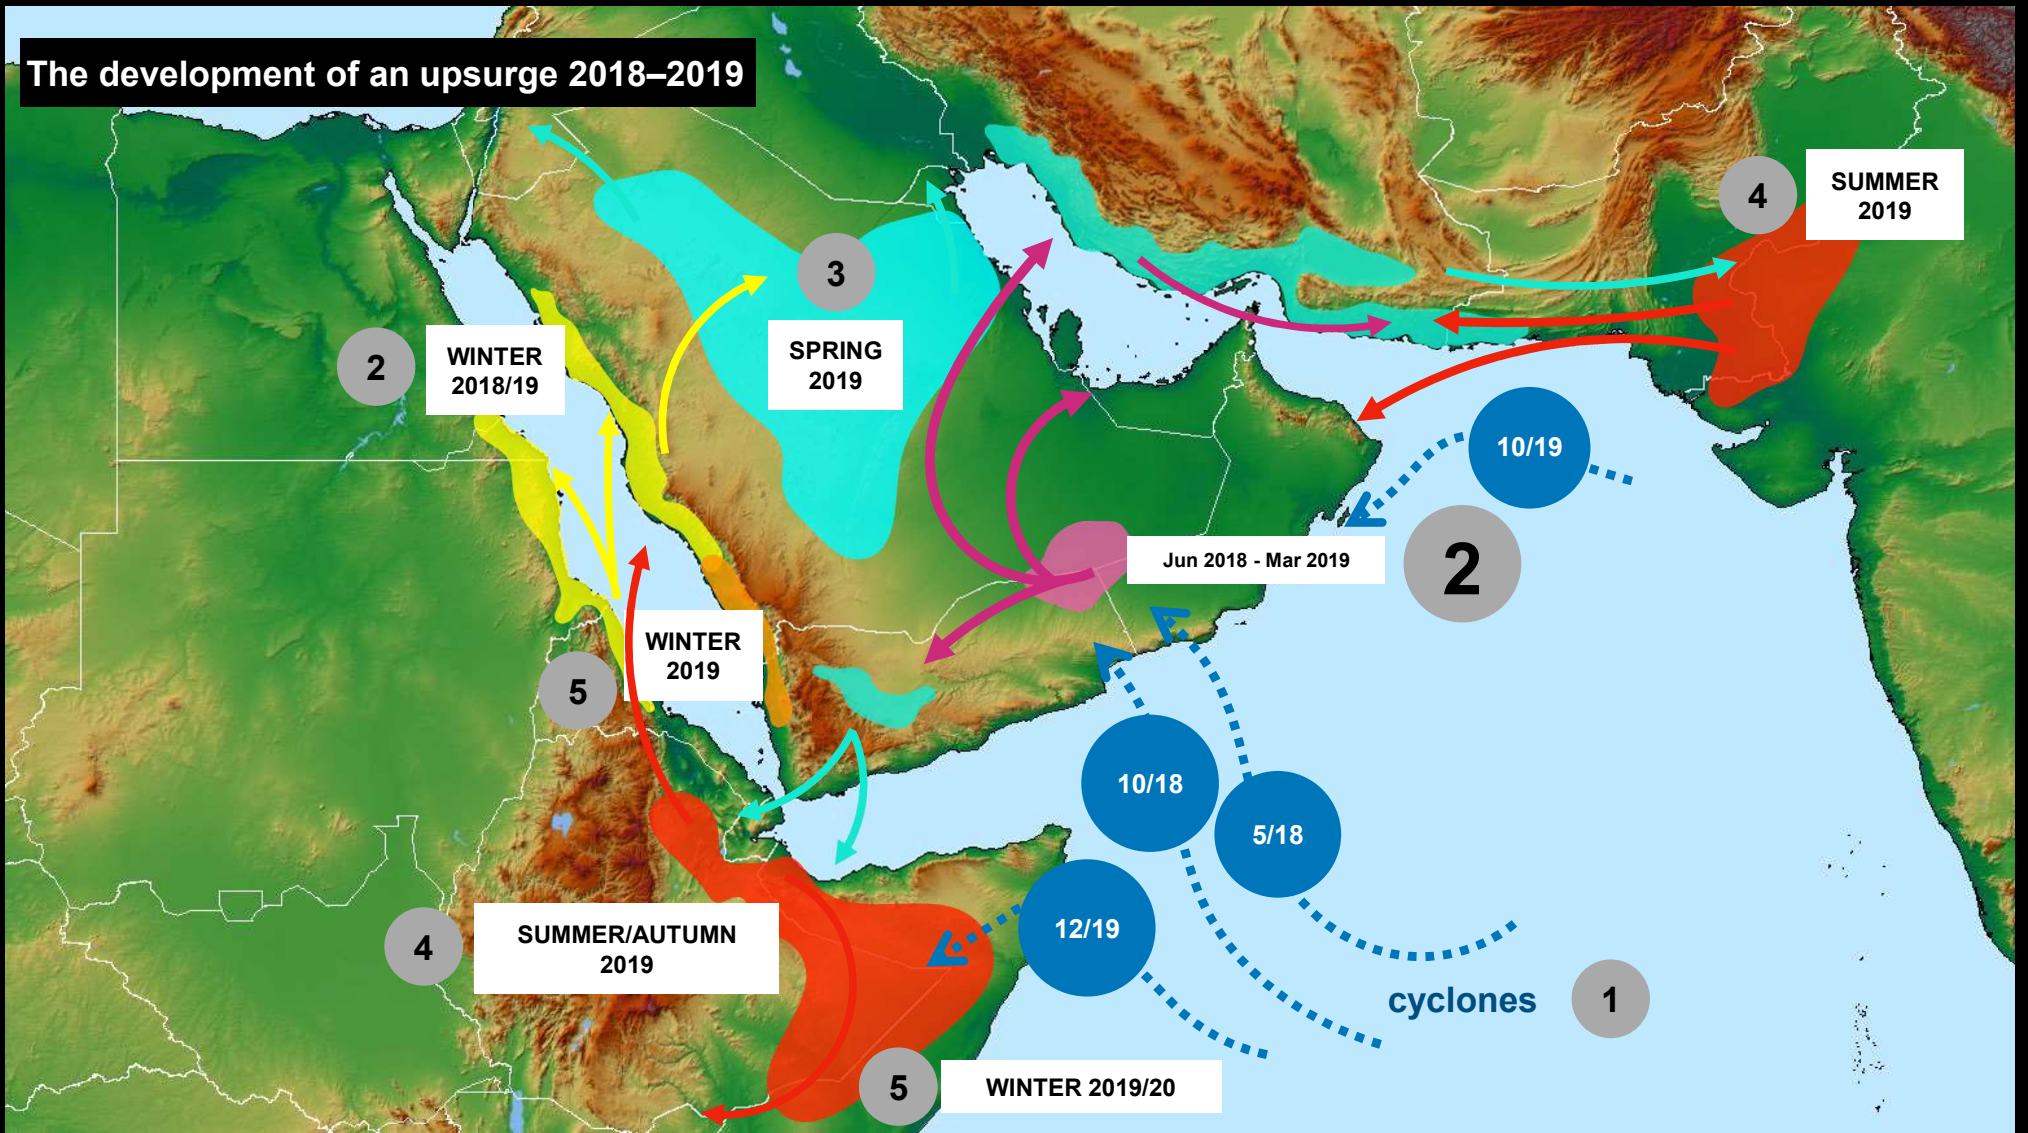 The development of an upsurge 2018–2019
4
SUMMER
2019
3
SPRING
2019
2
WINTER
2018/19
10/19
Jun 2018 - Mar 2019
2
WINTER
2019
5
10/18
5/18
12/19
4
SUMMER/AUTUMN
2019
cyclones
1
5
WINTER 2019/20